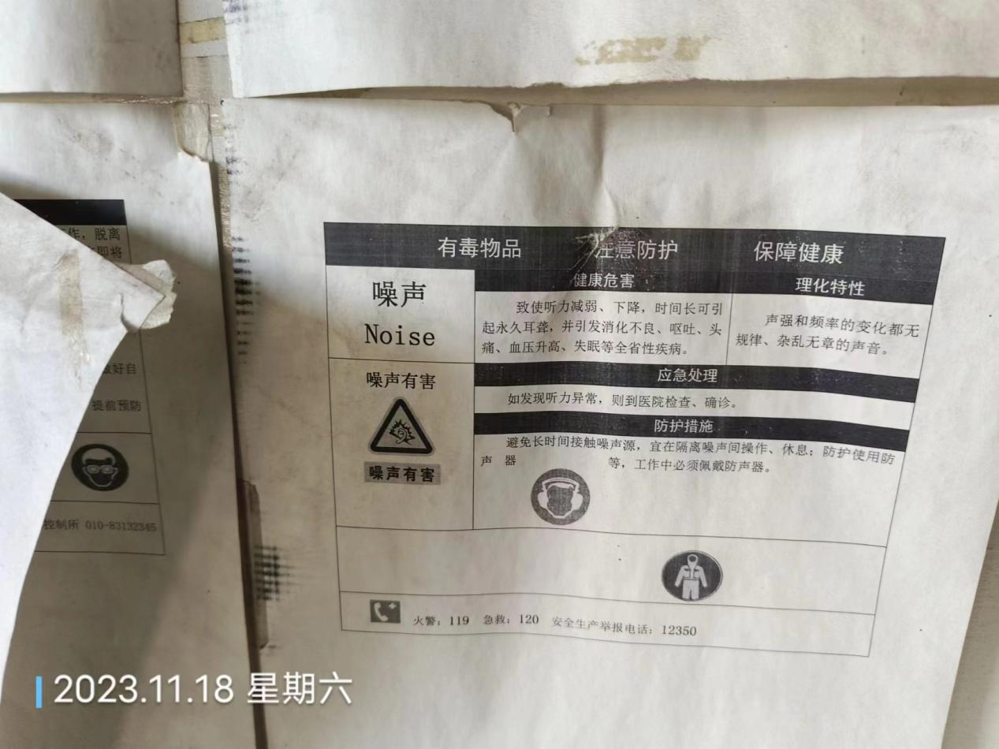 作，脱离
即将
好自
提前预防
控制所 010-83132345
有毒物品 注意防护 保障健康
噪声
Noise
健康危害
致使听力减弱、下降，时间长可引
起永久耳聋，并引发消化不良、呕吐、头
痛、血压升高、失眠等全省性疾病。
理化特性
声强和频率的变化都无
规律、杂乱无章的声音。
噪声有害
噪声有害
应急处理
如发现听力异常，则到医院检查、确诊。
防护措施
避免长时间接触噪声源，宜在隔离噪声间操作、休息；防护使用防
声 器 等，工作中必须佩戴防声器。
火警：119 急救：120 安全生产举报电话：12350
2023.11.18 星期六